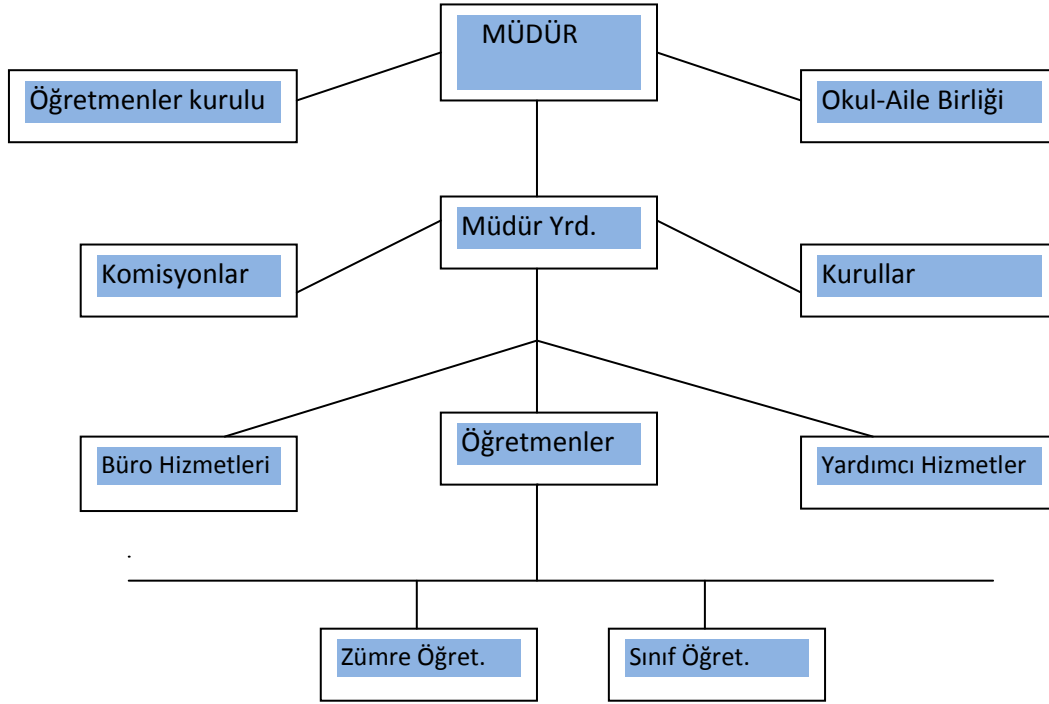 MÜDÜR
Öğretmenler kurulu
Okul-Aile Birliği
Müdür Yrd.
Komisyonlar
Kurullar
Büro Hizmetleri
Öğretmenler
Yardımcı Hizmetler
.
Zümre Öğret.
Sınıf Öğret.